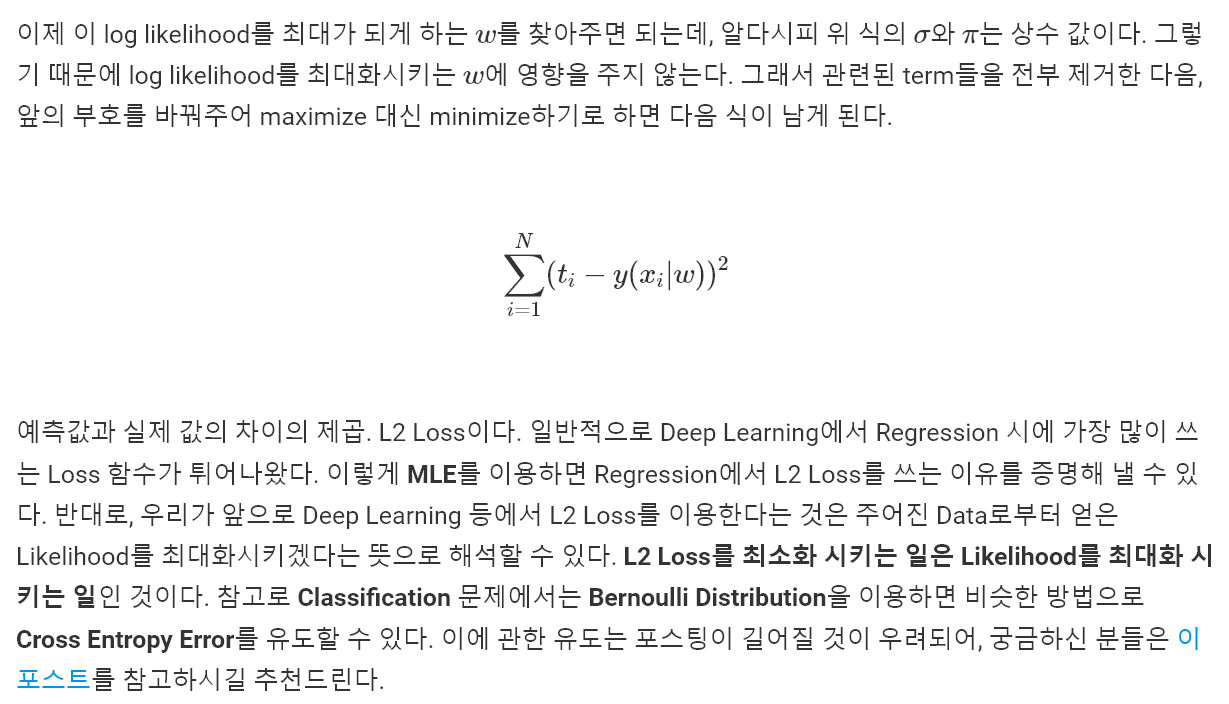 이제 이 log likelihood를 최대가 되게 하는 w를 찾아주면 되는데, 알다시피 위 식의 σ와 π는 상수 값이다. 그렇
기 때문에 log likelihood를 최대화시키는 w에 영향을 주지 않는다. 그래서 관련된 term들을 전부 제거한 다음,
앞의 부호를 바꿔주어 maximize 대신 minimize하기로 하면 다음 식이 남게 된다.
\sum_{i=1}^{N}(t_i - y(x_i|w))^2
예측값과 실제 값의 차이의 제곱. L2 Loss이다. 일반적으로 Deep Learning에서 Regression 시에 가장 많이 쓰
는 Loss 함수가 튀어나왔다. 이렇게 MLE를 이용하면 Regression에서 L2 Loss를 쓰는 이유를 증명해 낼 수 있
다. 반대로, 우리가 앞으로 Deep Learning 등에서 L2 Loss를 이용한다는 것은 주어진 Data로부터 얻은
Likelihood를 최대화시키겠다는 뜻으로 해석할 수 있다. L2 Loss를 최소화 시키는 일은 Likelihood를 최대화 시
키는 일인 것이다. 참고로 Classification 문제에서는 Bernoulli Distribution을 이용하면 비슷한 방법으로
Cross Entropy Error를 유도할 수 있다. 이에 관한 유도는 포스팅이 길어질 것이 우려되어, 궁금하신 분들은 이
포스트를 참고하시길 추천드린다.